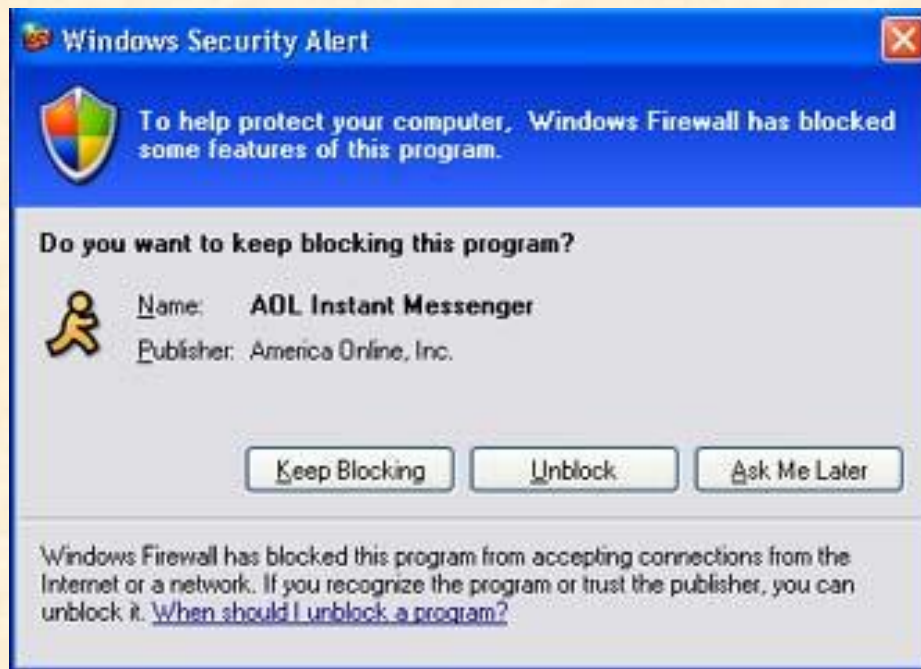 Windows Security Alert
To help protect your computer, Windows Firewall has blocked
some features of this program.
Do you want to keep blocking this program?
Name: AOL Instant Messenger
Publisher: America Online, Inc.
Keep Blocking Unblock Ask Me Later
Windows Firewall has blocked this program from accepting connections from the
Internet or a network. If you recognize the program or trust the publisher, you can
unblock it. When should I unblock a program?